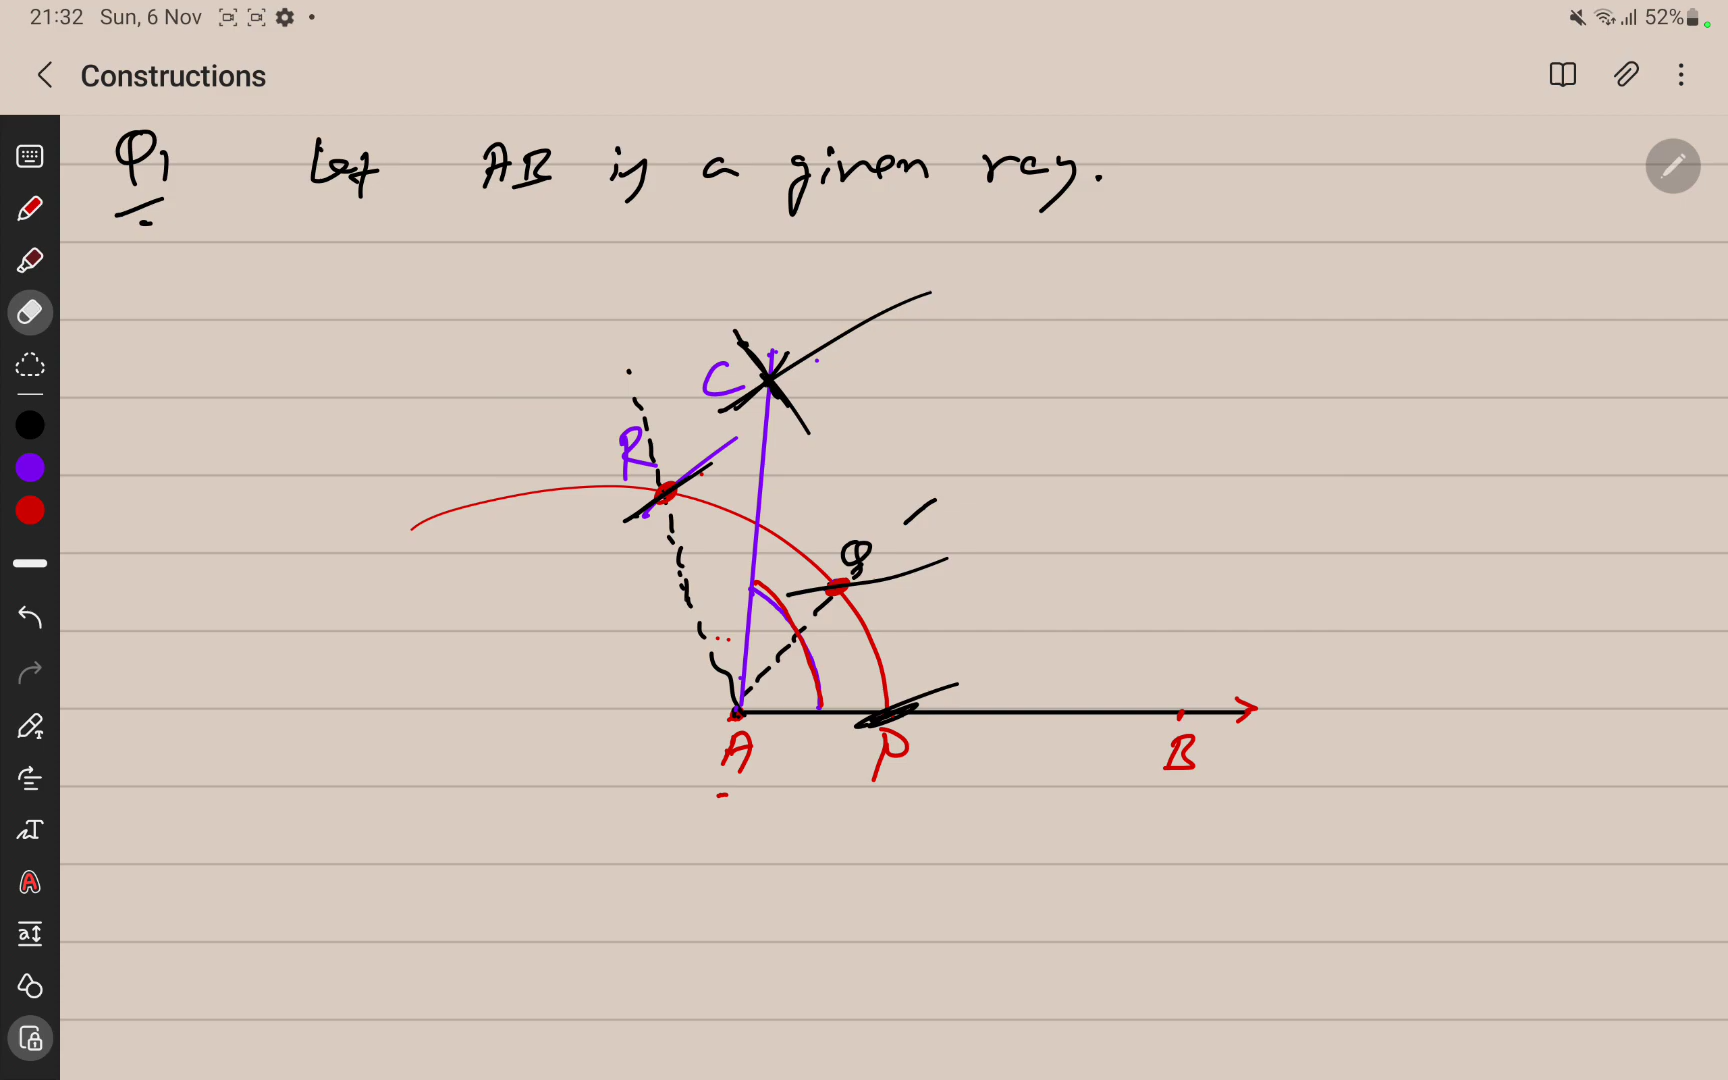 21:32 Sun, 6 Nov 52%
Constructions
Q1 Let AB is a given ray.
C
R
Q
A P B